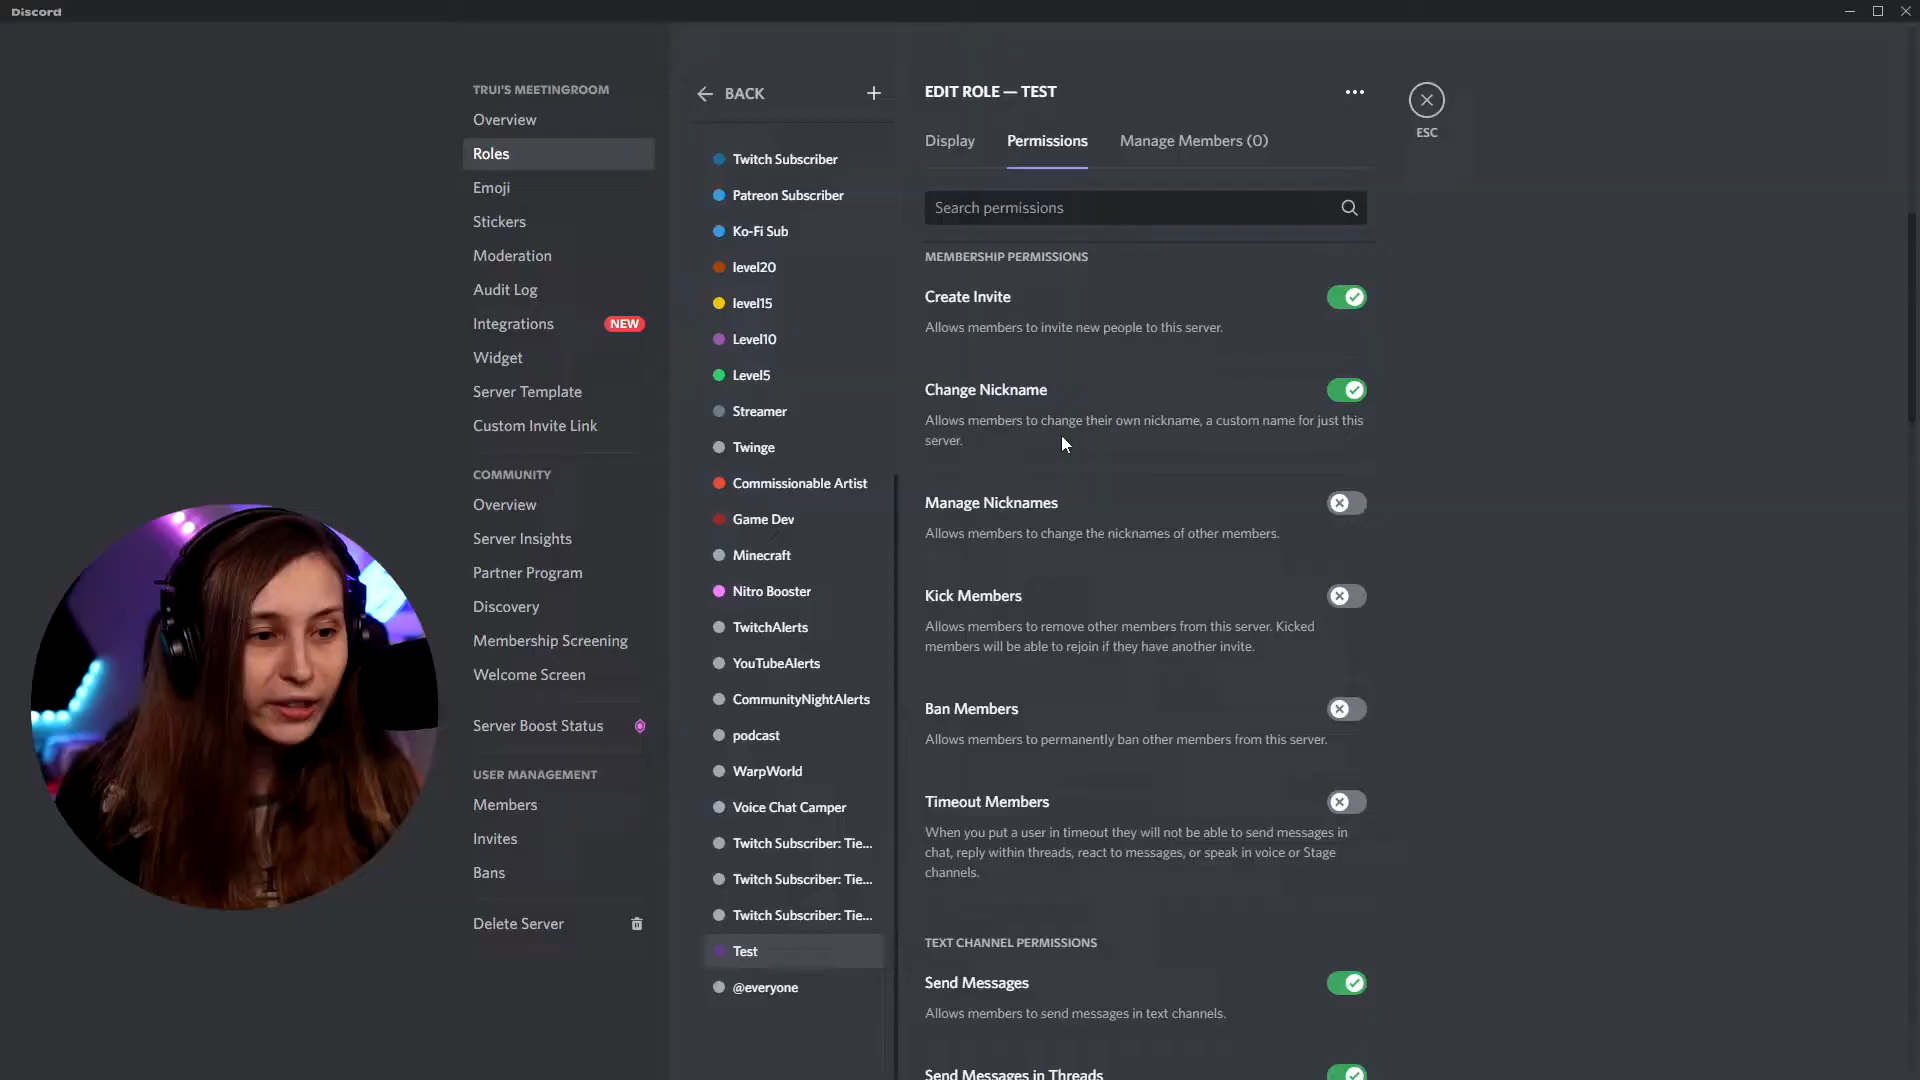 Discord
TRUI'S MEETINGROOM
Overview
Roles
Emoji
Stickers
Moderation
Audit Log
Integrations NEW
Widget
Server Template
Custom Invite Link
COMMUNITY
Overview
Server Insights
Partner Program
Discovery
Membership Screening
Welcome Screen
Server Boost Status
USER MANAGEMENT
Members
Invites
Bans
Delete Server
BACK
Twitch Subscriber
Patreon Subscriber
Ko-Fi Sub
level20
level15
Level10
Level5
Streamer
Twinge
Commissionable Artist
Game Dev
Minecraft
Nitro Booster
TwitchAlerts
YouTubeAlerts
CommunityNightAlerts
podcast
WarpWorld
Voice Chat Camper
Twitch Subscriber: Tie...
Twitch Subscriber: Tie...
Twitch Subscriber: Tie...
Test
@everyone
EDIT ROLE — TEST
Display Permissions Manage Members (0)
Search permissions
MEMBERSHIP PERMISSIONS
Create Invite
Allows members to invite new people to this server.
Change Nickname
Allows members to change their own nickname, a custom name for just this
server.
Manage Nicknames
Allows members to change the nicknames of other members.
Kick Members
Allows members to remove other members from this server. Kicked
members will be able to rejoin if they have another invite.
Ban Members
Allows members to permanently ban other members from this server.
Timeout Members
When you put a user in timeout they will not be able to send messages in
chat, reply within threads, react to messages, or speak in voice or Stage
channels.
TEXT CHANNEL PERMISSIONS
Send Messages
Allows members to send messages in text channels.
Send Messages in Threads
ESC